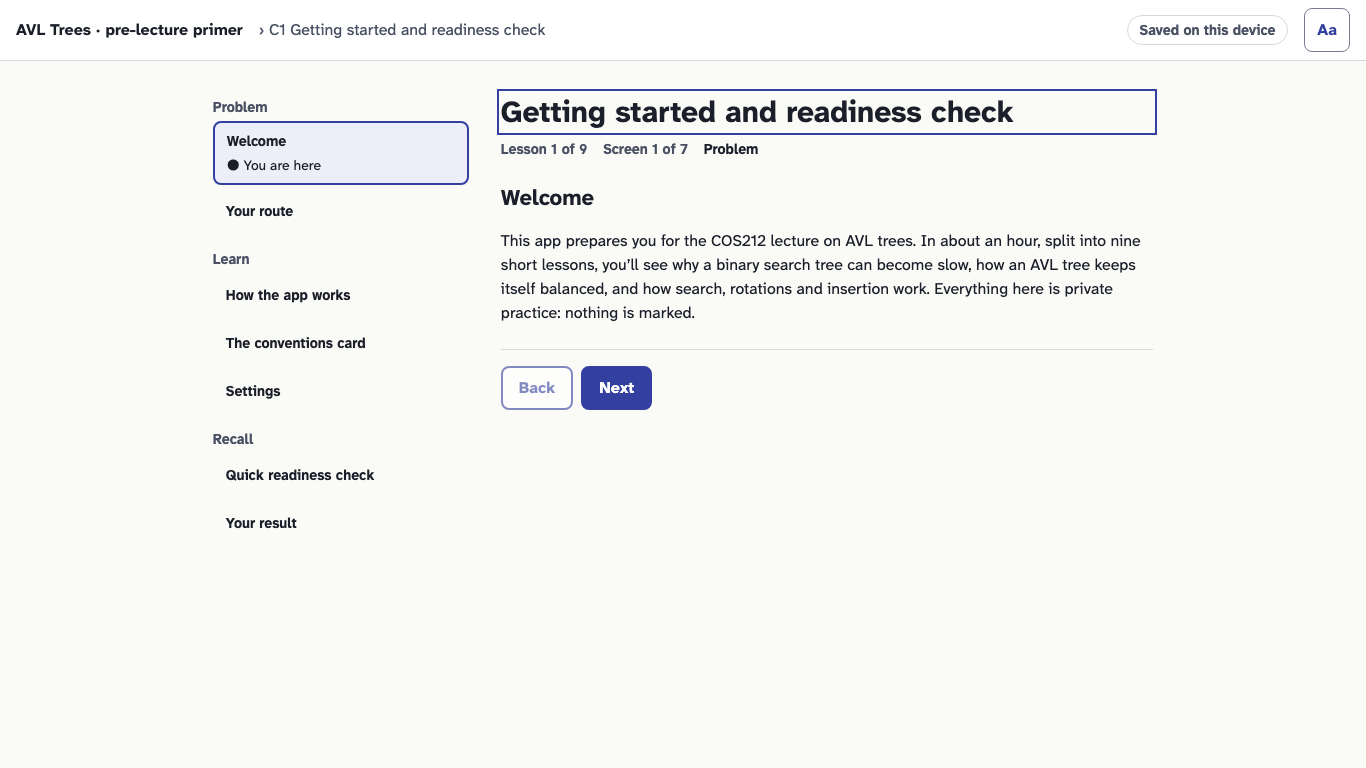 AVL Trees · pre-lecture primer › C1 Getting started and readiness check
Saved on this device
Aa
Problem
Welcome
You are here
Your route
Learn
How the app works
The conventions card
Settings
Recall
Quick readiness check
Your result
Getting started and readiness check
Lesson 1 of 9 Screen 1 of 7 Problem
Welcome
This app prepares you for the COS212 lecture on AVL trees. In about an hour, split into nine
short lessons, you’ll see why a binary search tree can become slow, how an AVL tree keeps
itself balanced, and how search, rotations and insertion work. Everything here is private
practice: nothing is marked.
Back Next